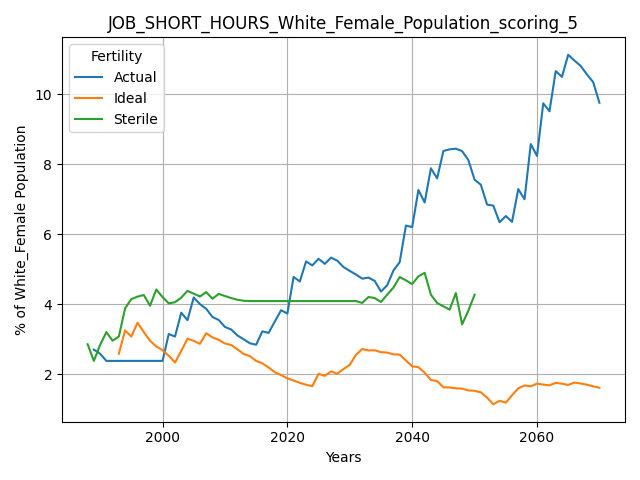 JOB_SHORT_HOURS_White_Female_Population_scoring_5
Fertility
Actual
Ideal
Sterile
% of White_Female Population
10
8
6
4
2
2000
2020
2040
2060
Years